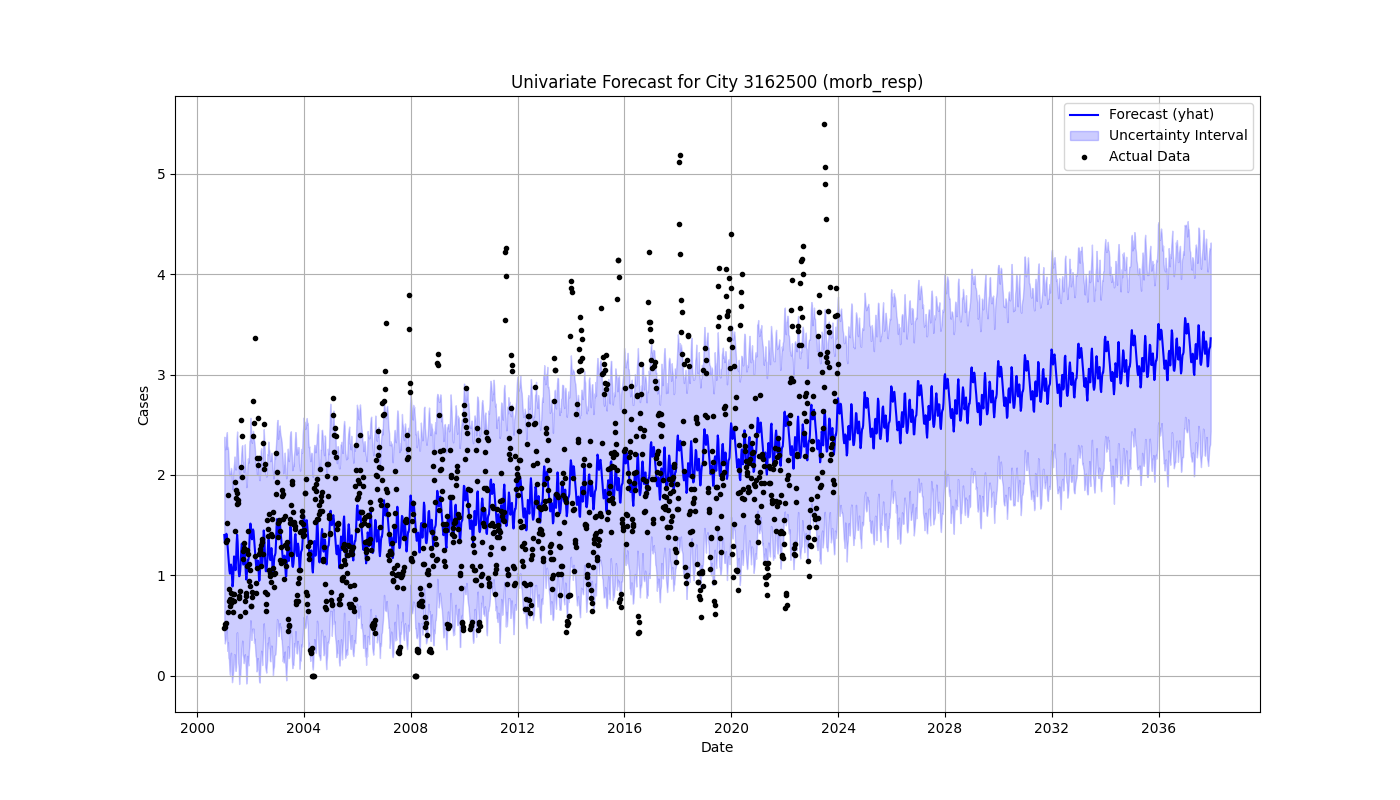 Univariate Forecast for City 3162500 (morb_resp)
Forecast (yhat)
Uncertainty Interval
Actual Data
Cases
5
4
3
2
1
0
2000 2004 2008 2012 2016 2020 2024 2028 2032 2036
Date